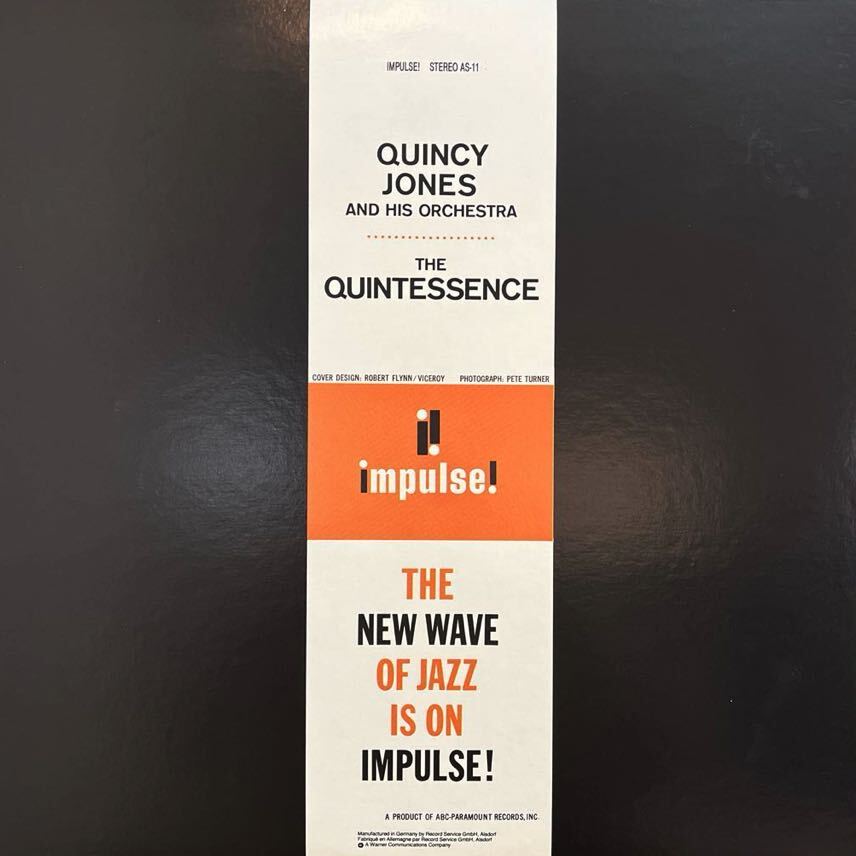 IMPULSE! STEREO AS-11
QUINCY
JONES
AND HIS ORCHESTRA
THE
QUINTESSENCE
COVER DESIGN: ROBERT FLYNN/VICEROY PHOTOGRAPH: PETE TURNER
impulse!
THE
NEW WAVE
OF JAZZ
IS ON
IMPULSE!
A PRODUCT OF ABC-PARAMOUNT RECORDS, INC.
Manufactured in Germany by Record Service GmbH, Alsdorf
Fabriqué en Allemagne par Record Service GmbH, Alsdorf
A Warner Communications Company